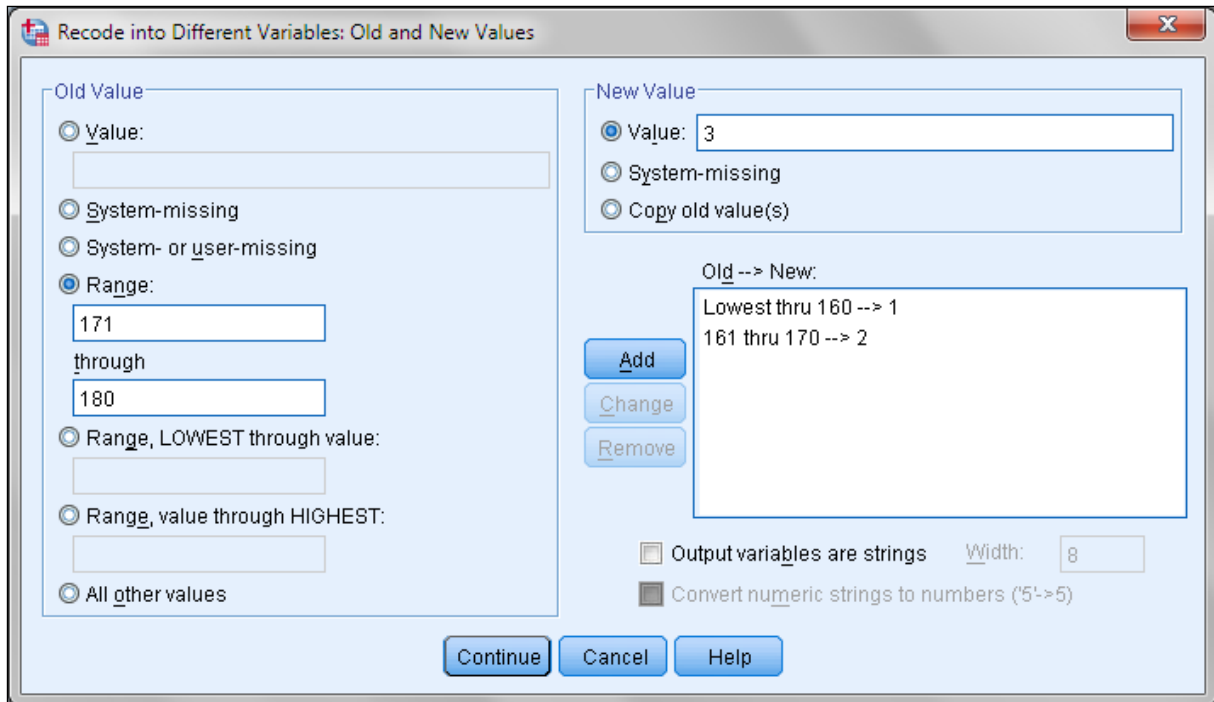 Recode into Different Variables: Old and New Values
Old Value
Value:
System-missing
System- or user-missing
Range:
171
through
180
Range, LOWEST through value:
Range, value through HIGHEST:
All other values
New Value
Value: 3
System-missing
Copy old value(s)
Old --> New:
Lowest thru 160 --> 1
161 thru 170 --> 2
Add
Change
Remove
Output variables are strings Width: 8
Convert numeric strings to numbers ('5'->5)
Continue Cancel Help